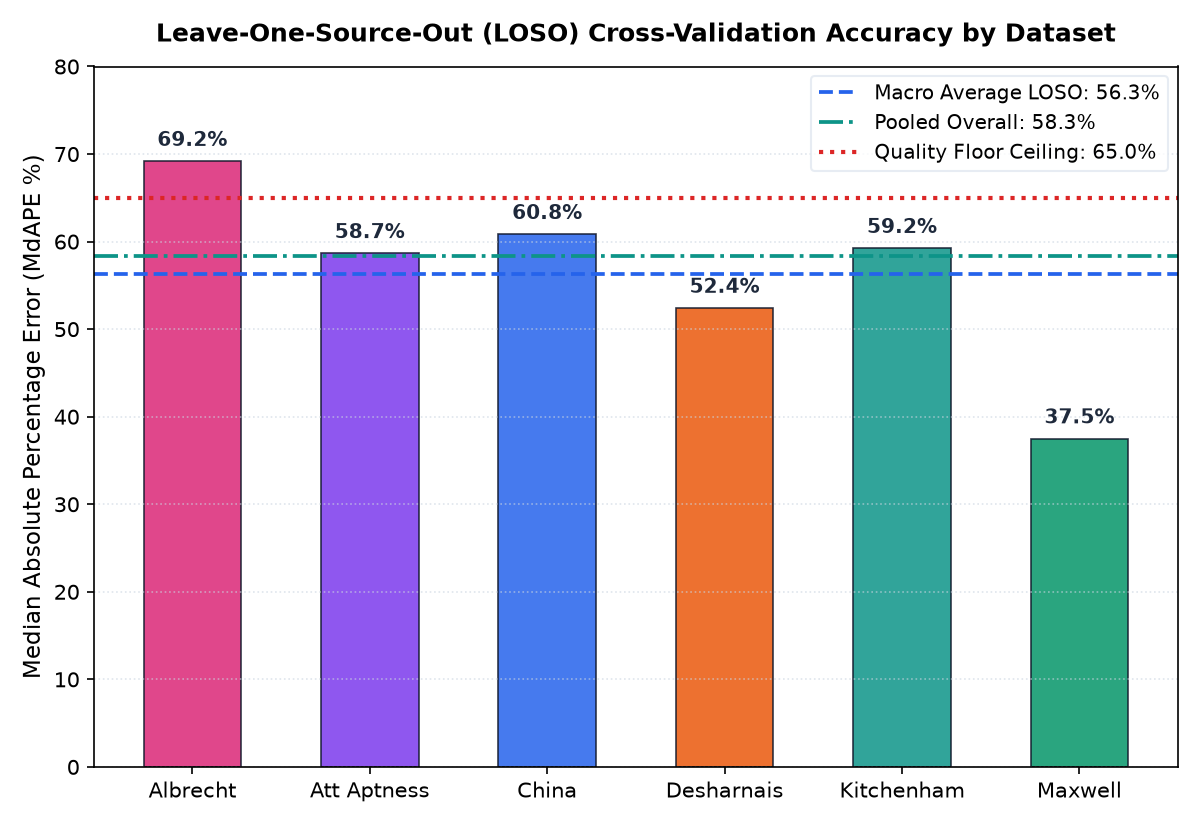 Leave-One-Source-Out (LOSO) Cross-Validation Accuracy by Dataset
Median Absolute Percentage Error (MdAPE %)
80
70
60
50
40
30
20
10
0
Macro Average LOSO: 56.3%
Pooled Overall: 58.3%
Quality Floor Ceiling: 65.0%
69.2%
58.7%
60.8%
52.4%
59.2%
37.5%
Albrecht
Att Aptness
China
Desharnais
Kitchenham
Maxwell